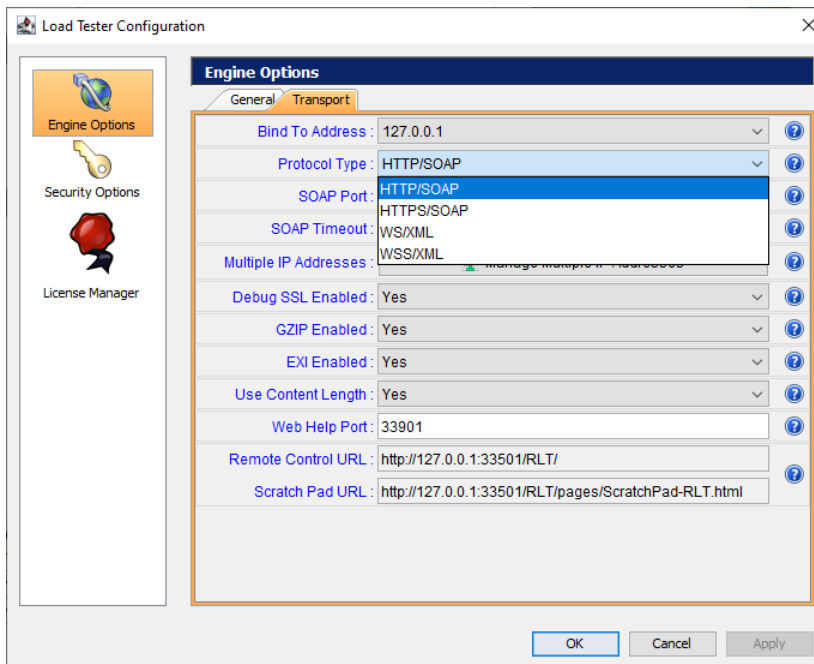 Load Tester Configuration
Engine Options
Security Options
License Manager
Engine Options
General Transport
Bind To Address : 127.0.0.1
Protocol Type : HTTP/SOAP
HTTP/SOAP
HTTPS/SOAP
WS/XML
WSS/XML
SOAP Port :
SOAP Timeout :
Multiple IP Addresses :
Debug SSL Enabled : Yes
GZIP Enabled : Yes
EXI Enabled : Yes
Use Content Length : Yes
Web Help Port : 33901
Remote Control URL : http://127.0.0.1:33501/RLT/
Scratch Pad URL : http://127.0.0.1:33501/RLT/pages/ScratchPad-RLT.html
OK Cancel Apply